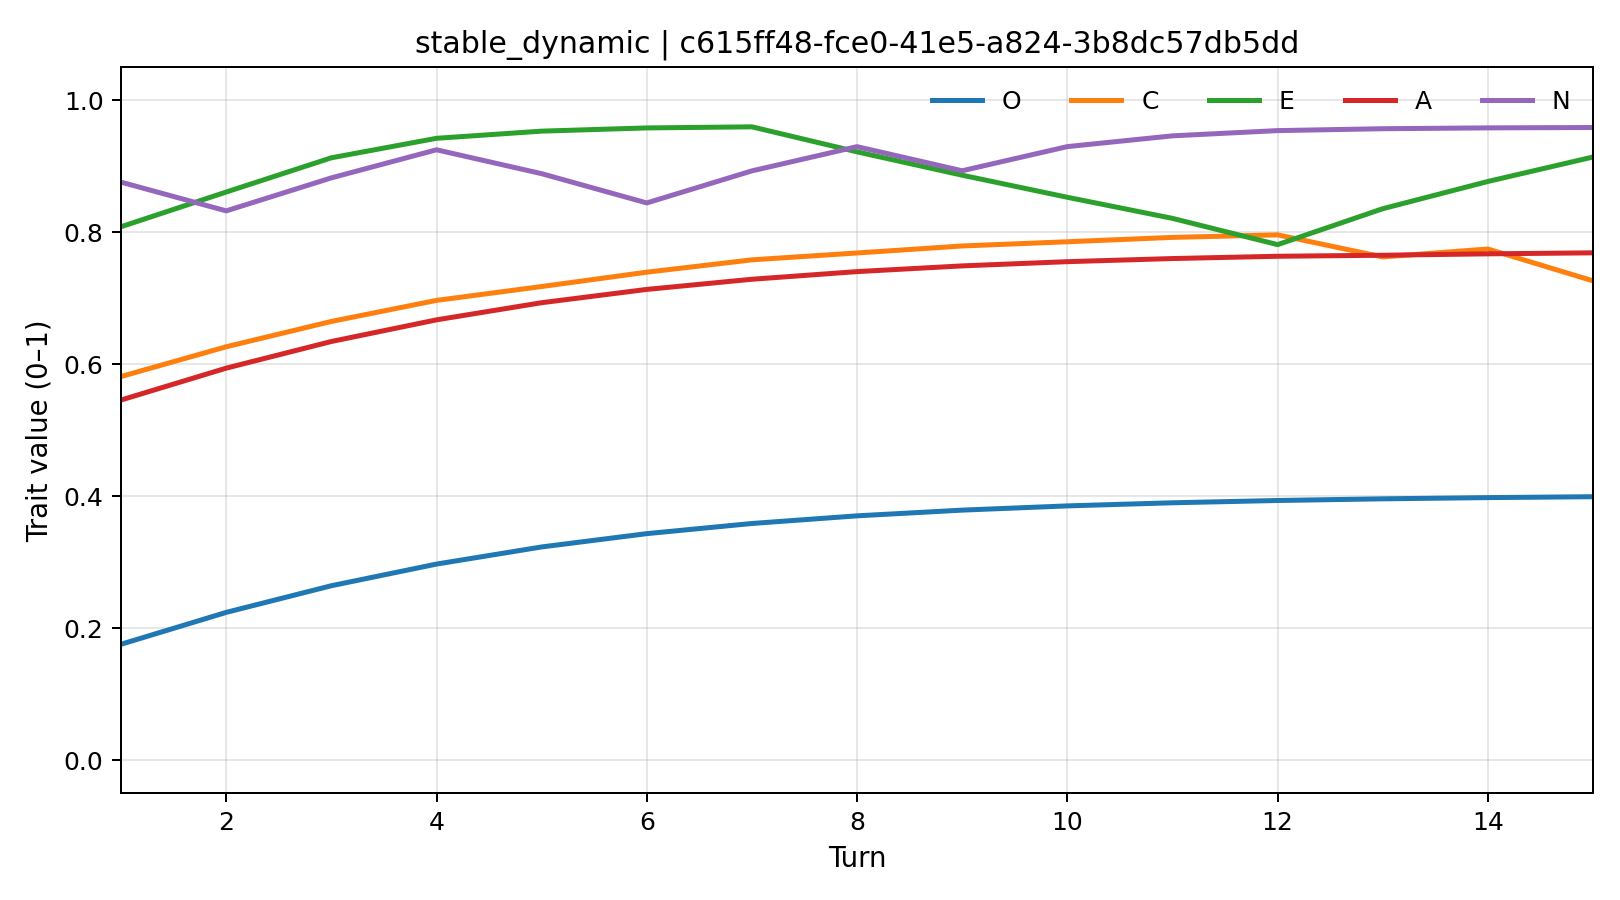 stable_dynamic | c615ff48-fce0-41e5-a824-3b8dc57db5dd
O C E A N
1.0
0.8
0.6
0.4
0.2
0.0
Trait value (0–1)
2 4 6 8 10 12 14
Turn